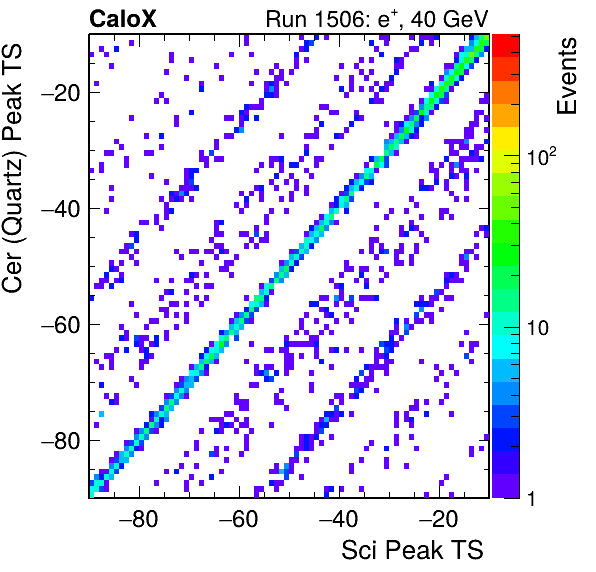 CaloX Run 1506: e⁺, 40 GeV
Cer (Quartz) Peak TS
−20
−40
−60
−80
−80 −60 −40 −20
Sci Peak TS
Events
10²
10
1